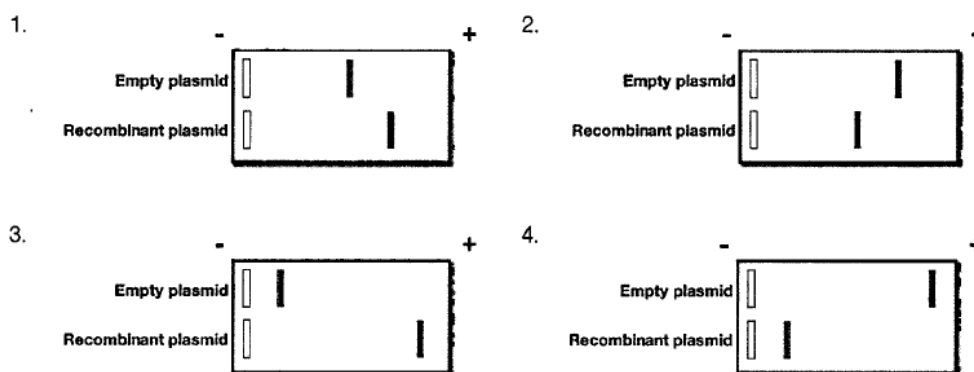 1.
- +
Empty plasmid
Recombinant plasmid
2.
-
Empty plasmid
Recombinant plasmid
3.
- +
Empty plasmid
Recombinant plasmid
4.
-
Empty plasmid
Recombinant plasmid